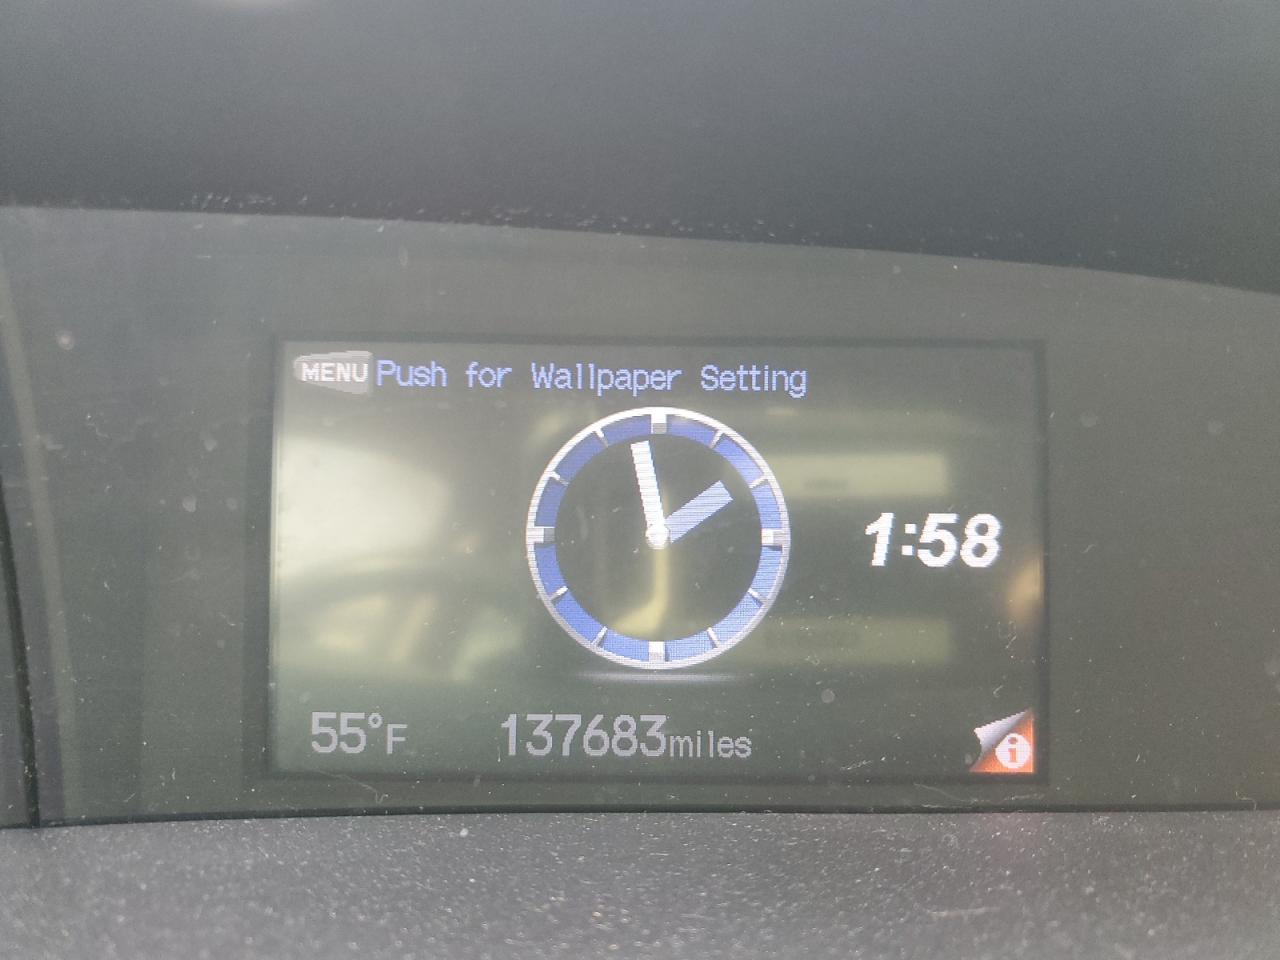 MENU Push for Wallpaper Setting
1:58
55°F 137683miles
i